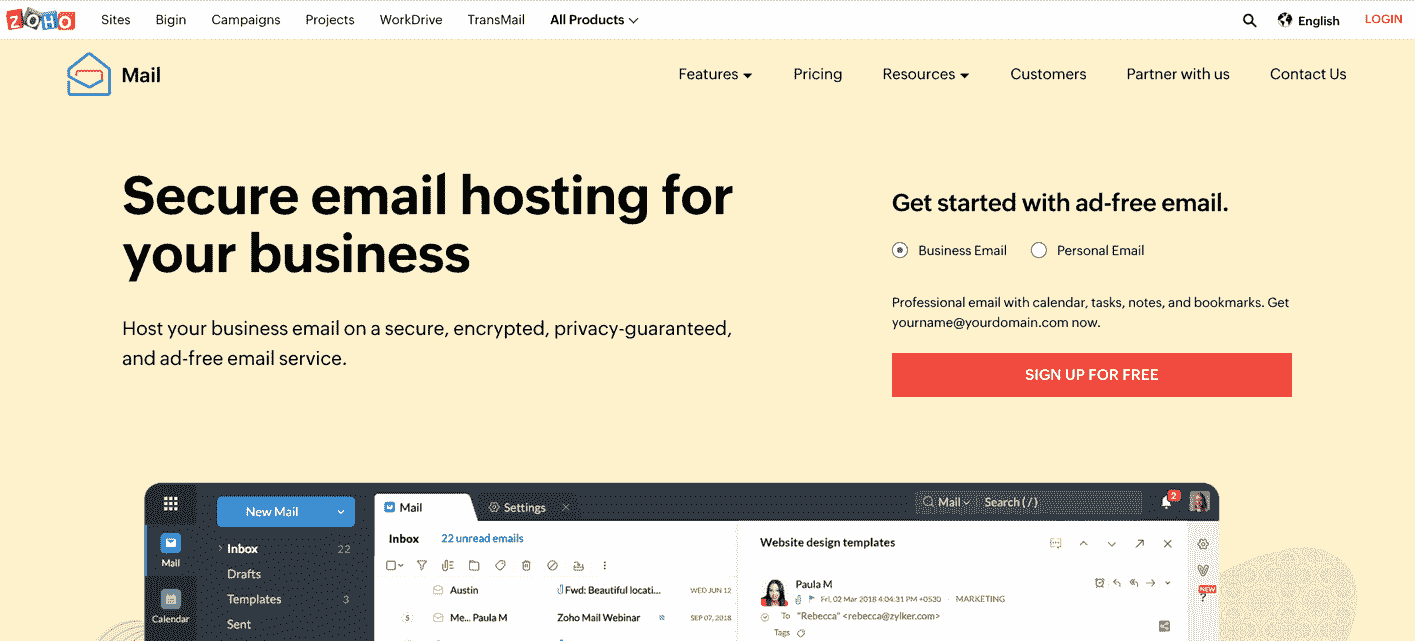 ZOHO Sites Bigin Campaigns Projects WorkDrive TransMail All Products English LOGIN
Mail Features Pricing Resources Customers Partner with us Contact Us
Secure email hosting for
your business
Host your business email on a secure, encrypted, privacy-guaranteed,
and ad-free email service.
Get started with ad-free email.
Business Email Personal Email
Professional email with calendar, tasks, notes, and bookmarks. Get
yourname@yourdomain.com now.
SIGN UP FOR FREE
New Mail
Mail
Calendar
Inbox 22
Drafts
Templates 3
Sent
Mail Settings
Mail Search ( / ) 2
Inbox 22 unread emails
Austin Fwd: Beautiful locati... WED JUN 12
5 Me... Paula M Zoho Mail Webinar SEP 07, 2018
Website design templates
Paula M
Fri, 02 Mar 2018 4:04:31 PM +0530 · MARKETING
To "Rebecca" <rebecca@zylker.com>
Tags
NEW
?